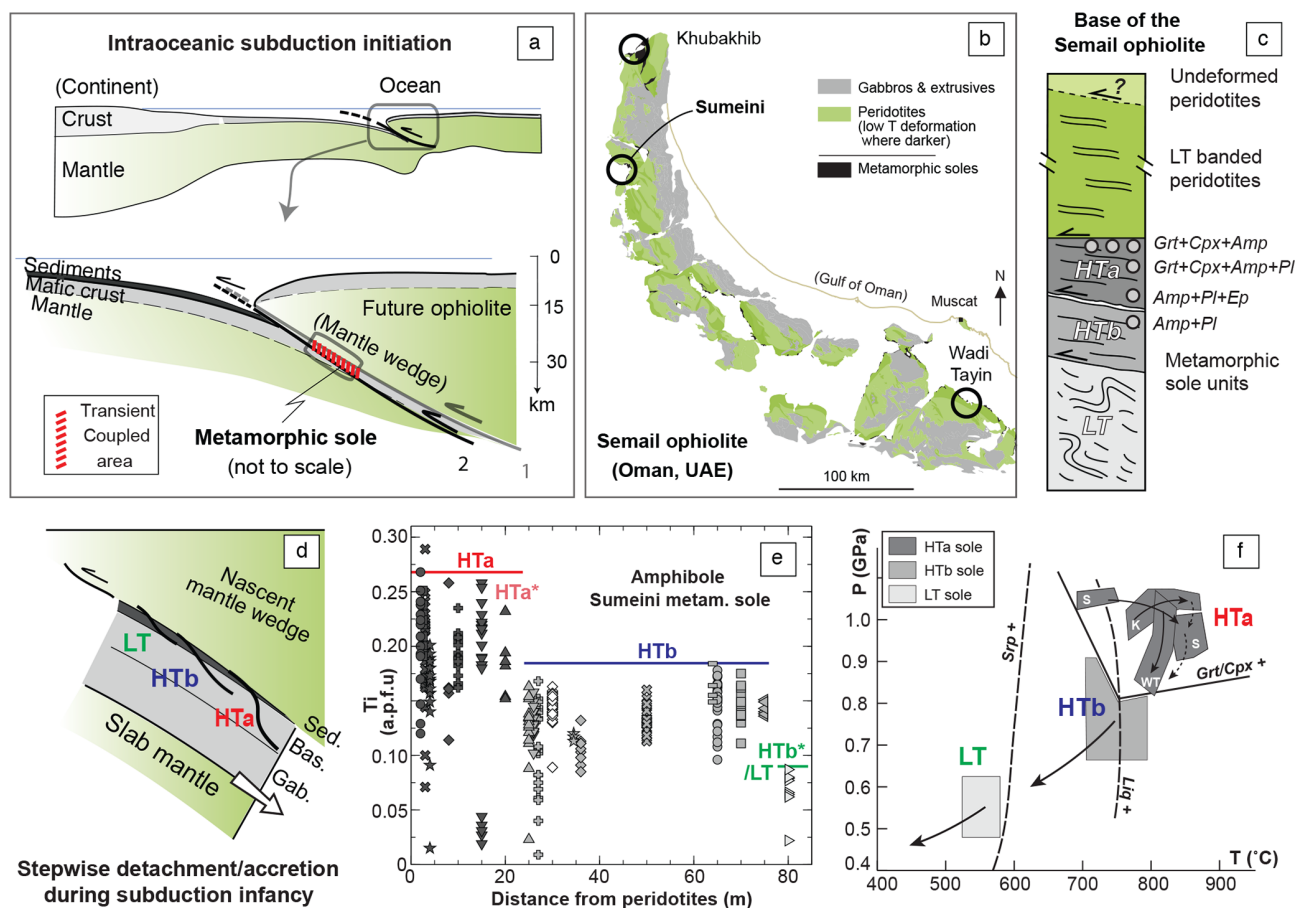 Intraoceanic subduction initiation
a
(Continent)
Ocean
Crust
Mantle
0
Sediments
Mafic crust
Mantle
15
Future ophiolite
(Mantle wedge)
30
km
Transient
Coupled
area
Metamorphic sole
(not to scale)
2
1
b
Khubakhib
Gabbros & extrusives
Sumeini
Peridotites
(low T deformation
where darker)
Metamorphic soles
(Gulf of Oman)
N
Muscat
Wadi
Tayin
Semail ophiolite
(Oman, UAE)
100 km
Base of the
Semail ophiolite
c
?
Undeformed
peridotites
LT banded
peridotites
Grt+Cpx+Amp
HTa
Grt+Cpx+Amp+Pl
Amp+Pl+Ep
HTb
Amp+Pl
Metamorphic
sole units
LT
d
Nascent
mantle wedge
LT
HTb
HTa
Sed.
Bas.
Gab.
Slab mantle
Stepwise detachment/accretion
during subduction infancy
e
Ti
(a.p.f.u)
0.30
0.25
0.20
0.15
0.10
0.05
0
HTa
HTa*
Amphibole
Sumeini metam. sole
HTb
HTb*
/LT
0 20 40 60 80
Distance from peridotites (m)
f
P (GPa)
HTa sole
HTb sole
LT sole
1.0
0.9
0.8
0.7
0.6
0.5
0.4
Srp +
S
K
S
WT
HTa
Grt/Cpx +
HTb
LT
Liq +
T (˚C)
400 500 600 700 800 900